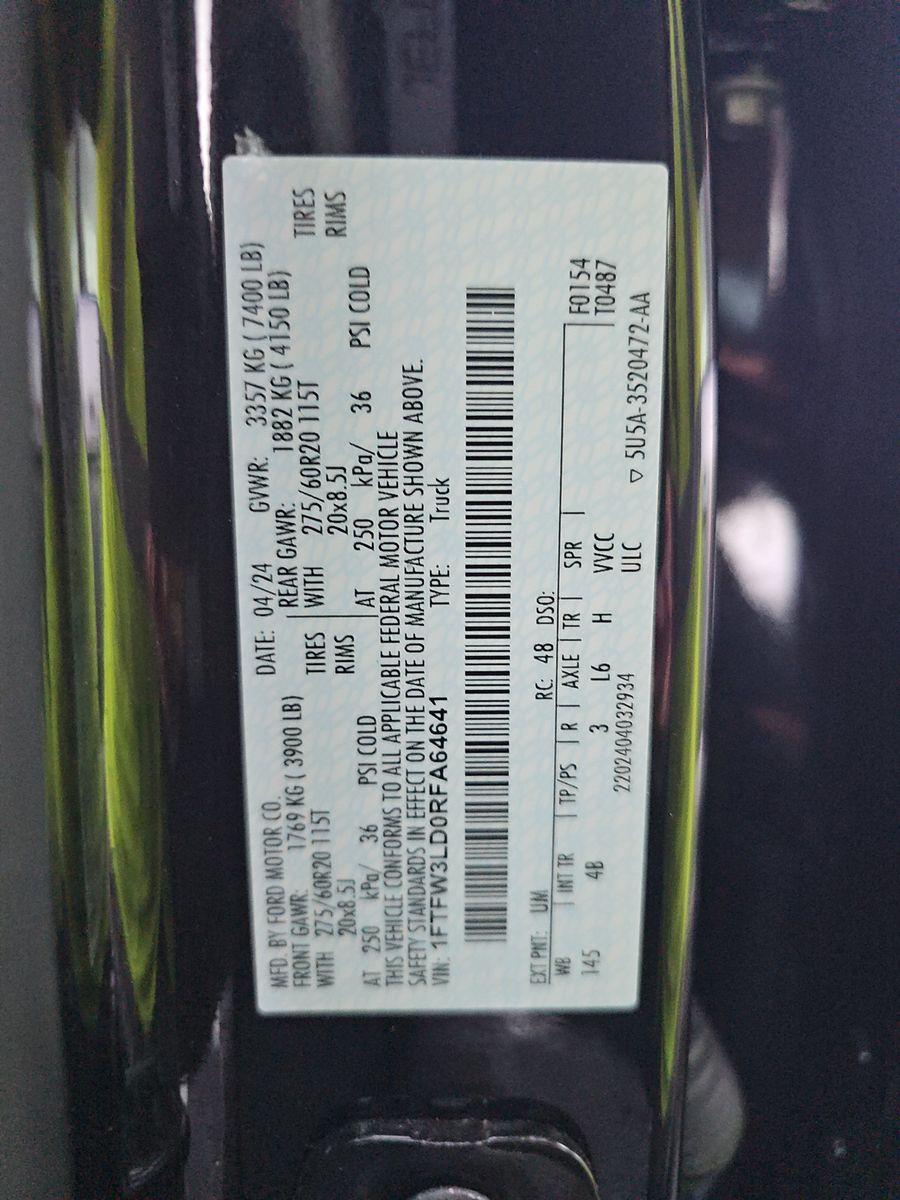 MFD. BY FORD MOTOR CO. DATE: 04/24 GVWR: 3357 KG ( 7400 LB)
FRONT GAWR: 1769 KG ( 3900 LB) REAR GAWR: 1882 KG ( 4150 LB)
WITH 275/60R20 115T TIRES WITH 275/60R20 115T TIRES
20x8.5J RIMS 20x8.5J RIMS
AT 250 kPa/ 36 PSI COLD AT 250 kPa/ 36 PSI COLD
THIS VEHICLE CONFORMS TO ALL APPLICABLE FEDERAL MOTOR VEHICLE
SAFETY STANDARDS IN EFFECT ON THE DATE OF MANUFACTURE SHOWN ABOVE.
VIN: 1FTFW3LD0RFA64641 TYPE: Truck
EXT PNT: UM RC: 48 DSO:
WB | INT TR | TP/PS | R | AXLE | TR | SPR | F0154
145 4B 3 L6 H VVCC T0487
ULC
2202404032934 ▽ 5U5A-3520472-AA